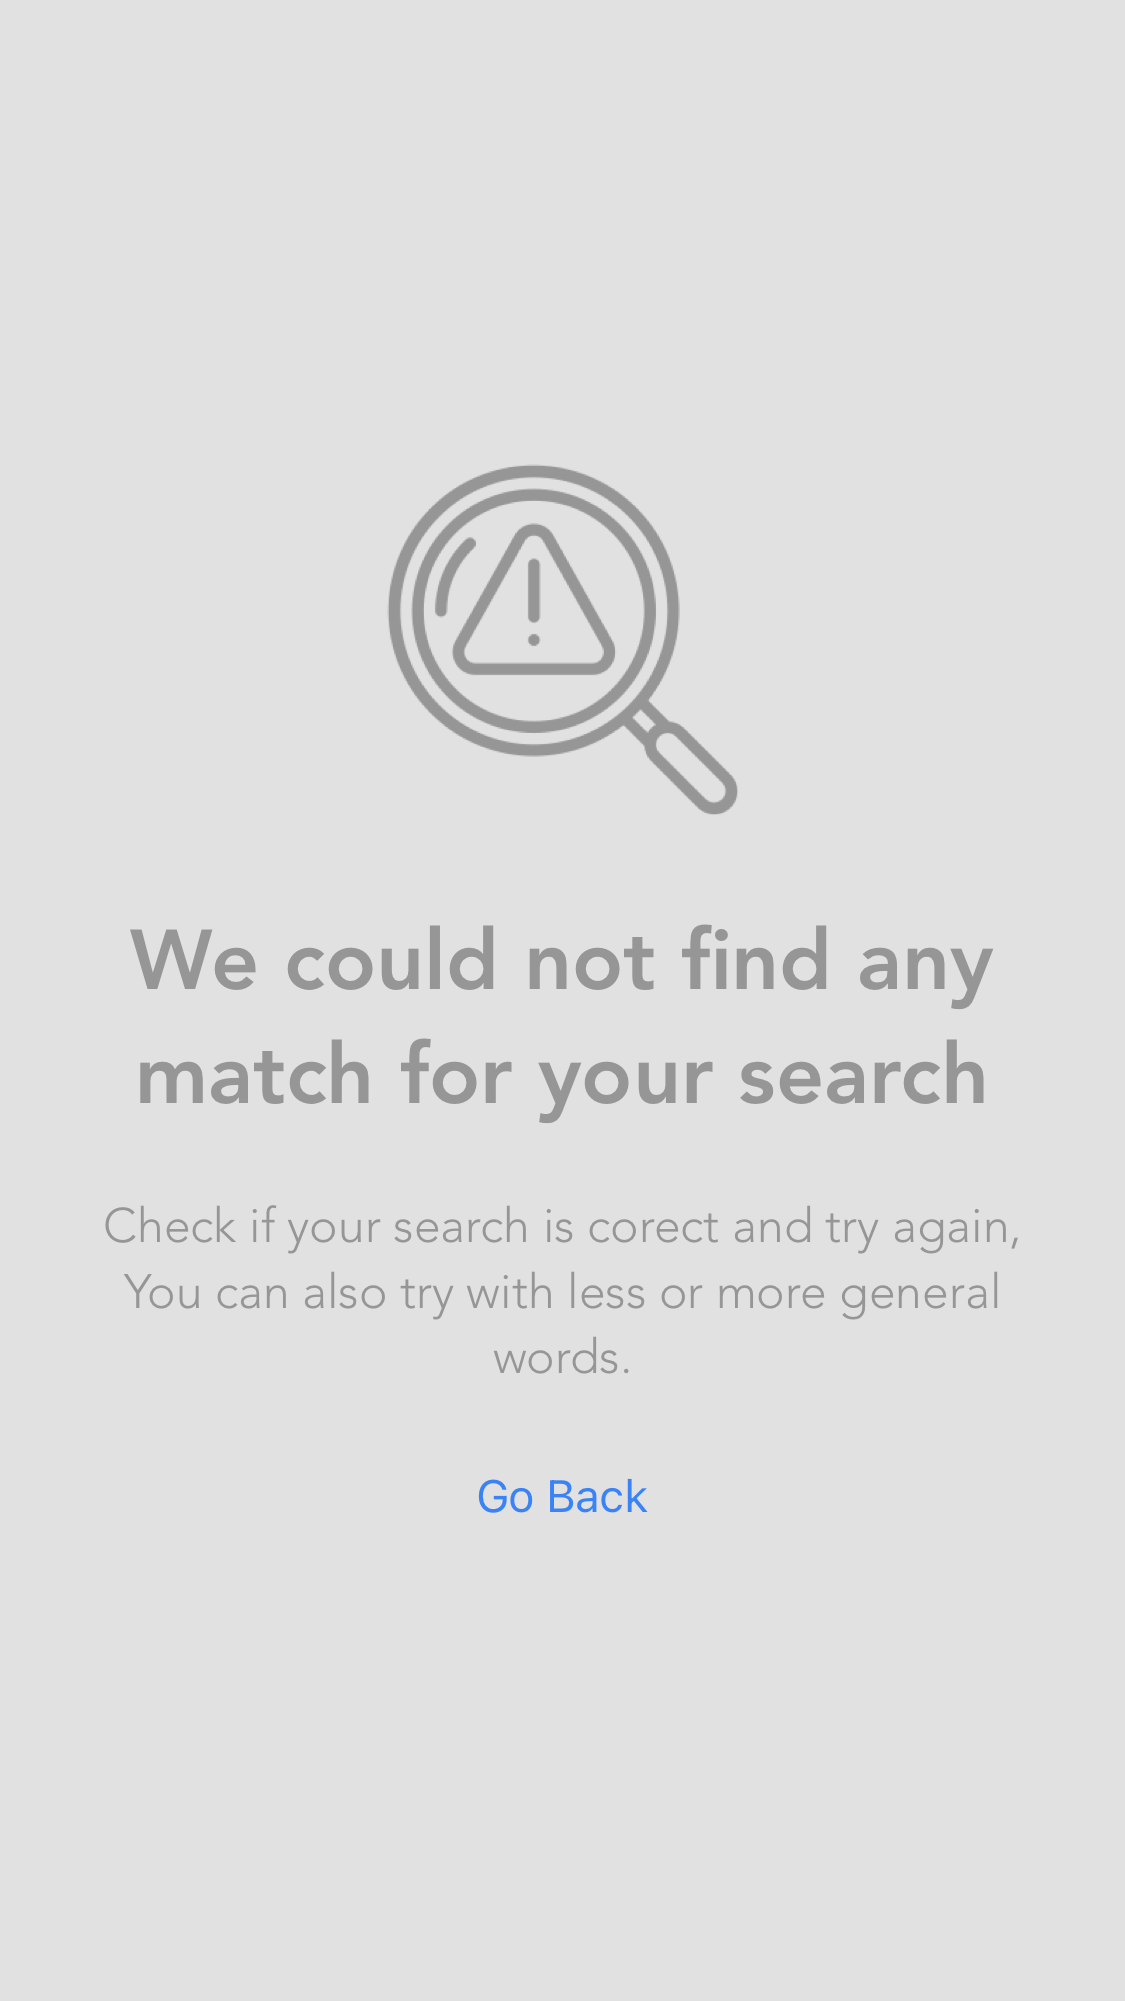 We could not find any
match for your search
Check if your search is corect and try again,
You can also try with less or more general
words.
Go Back